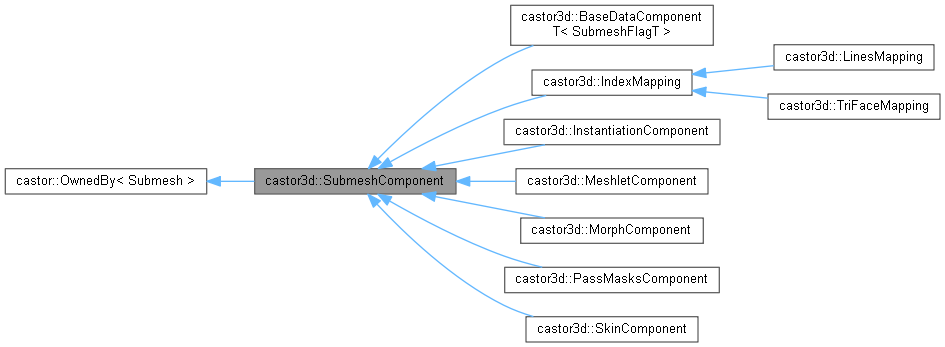 castor3d::BaseDataComponent
T< SubmeshFlagT >
castor3d::LinesMapping
castor3d::IndexMapping
castor3d::TriFaceMapping
castor3d::InstantiationComponent
castor::OwnedBy< Submesh >
castor3d::SubmeshComponent
castor3d::MeshletComponent
castor3d::MorphComponent
castor3d::PassMasksComponent
castor3d::SkinComponent